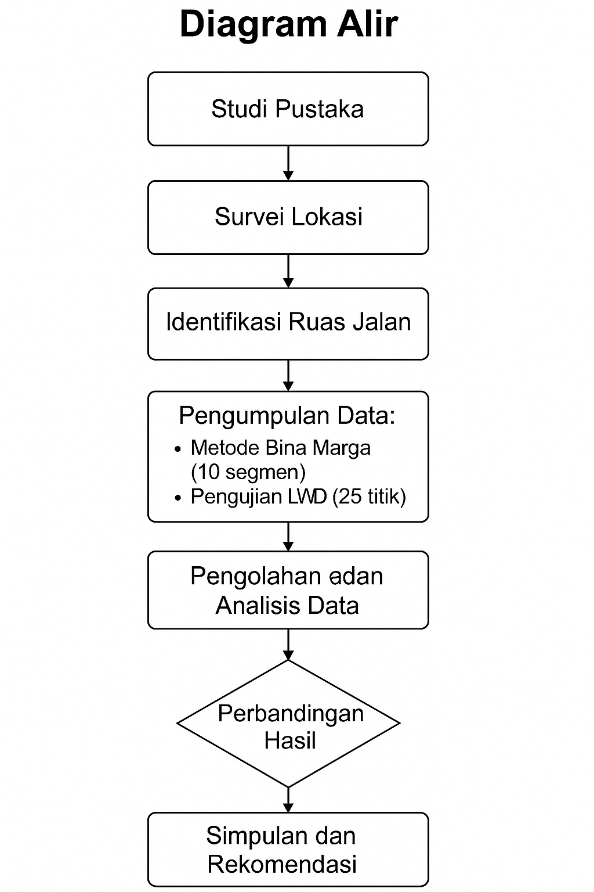 Diagram Alir
Studi Pustaka
Survei Lokasi
Identifikasi Ruas Jalan
Pengumpulan Data:
• Metode Bina Marga
(10 segmen)
• Pengujian LWD (25 titik)
Pengolahan edan
Analisis Data
Perbandingan
Hasil
Simpulan dan
Rekomendasi